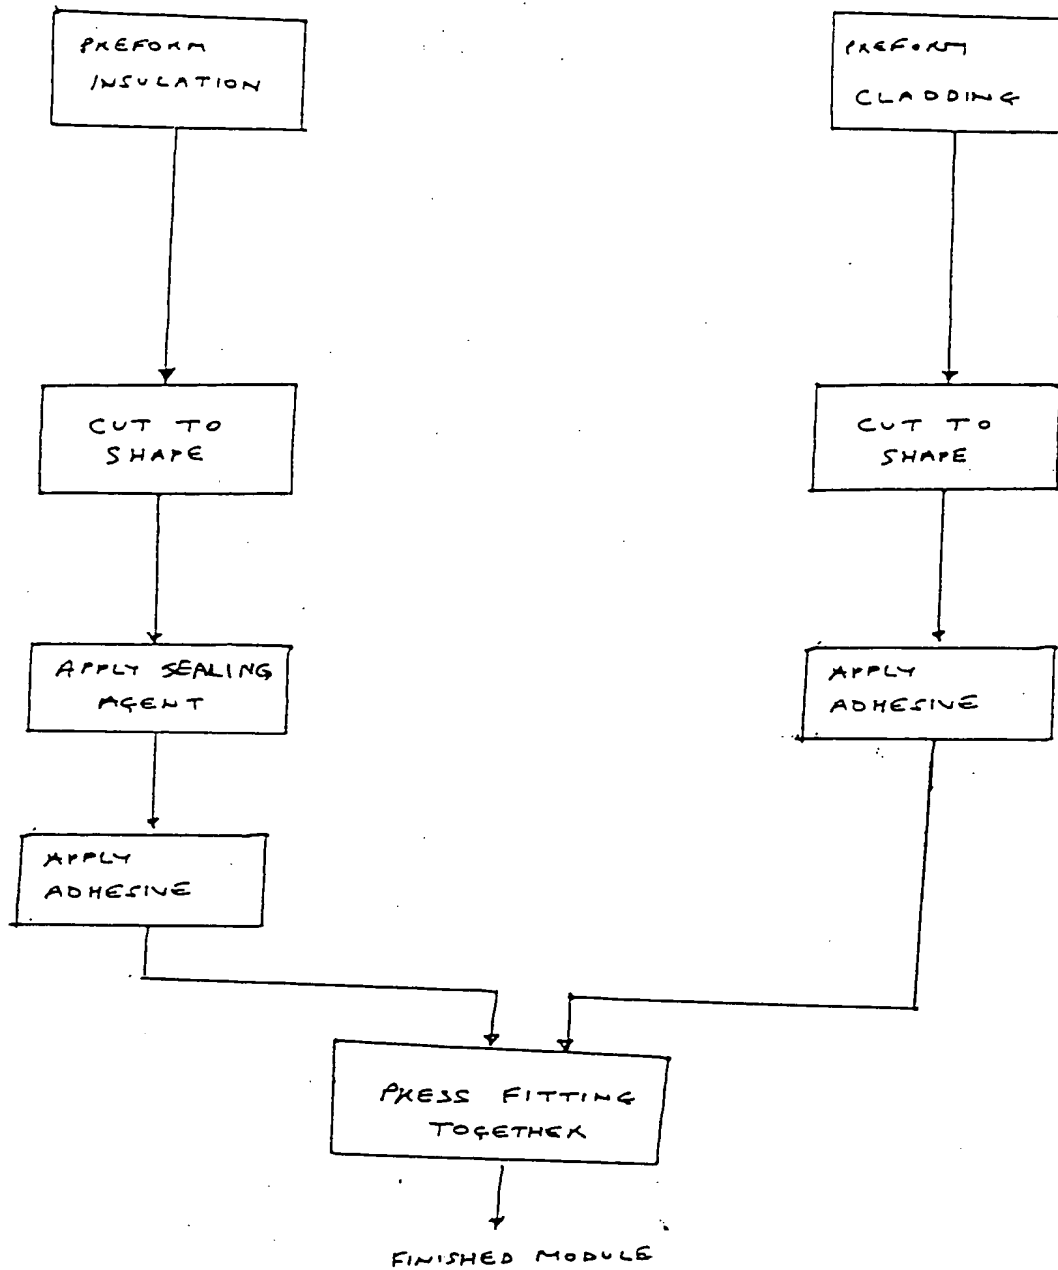 PREFORM
INSULATION
PREFORM
CLADDING
CUT TO
SHAPE
CUT TO
SHAPE
APPLY SEALING
AGENT
APPLY
ADHESIVE
APPLY
ADHESIVE
PRESS FITTING
TOGETHER
FINISHED MODULE